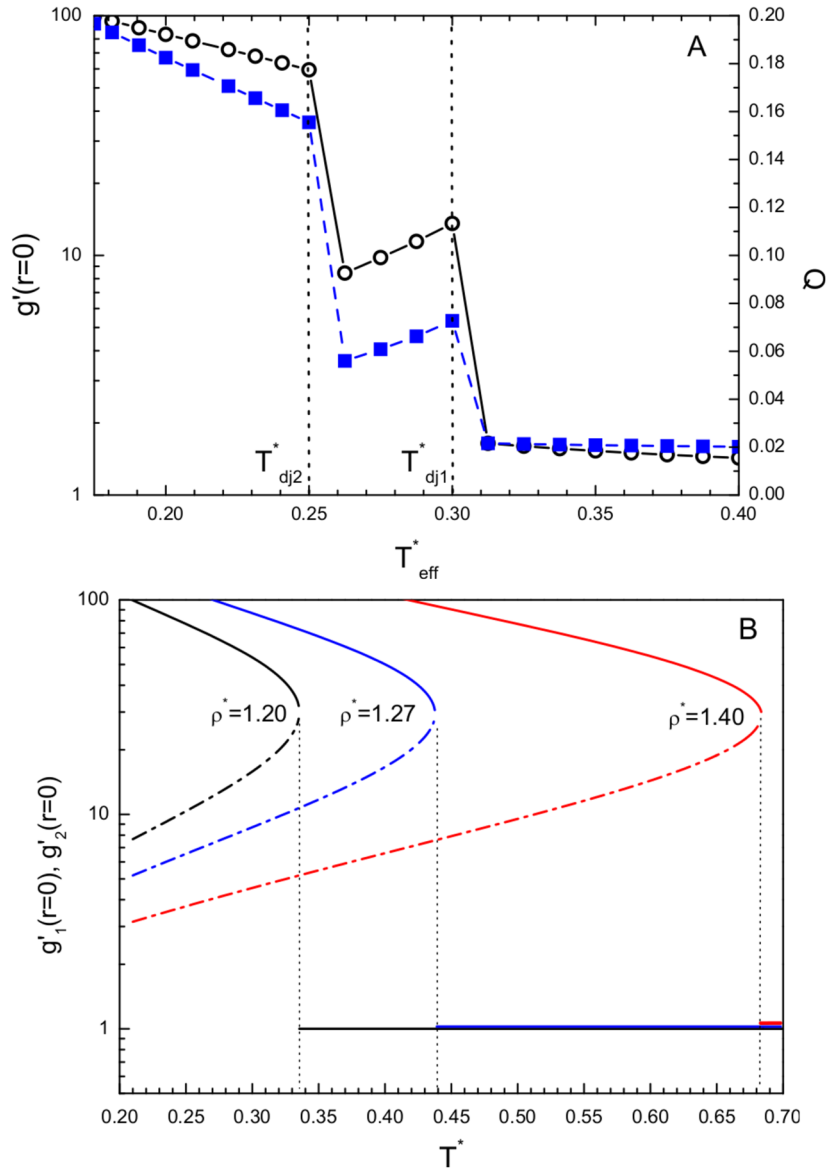 A
100
10
1
g'(r=0)
0.20
0.18
0.16
0.14
0.12
0.10
0.08
0.06
0.04
0.02
0.00
Q
T*dj2
T*dj1
0.20 0.25 0.30 0.35 0.40
T*eff
B
100
10
1
g'1(r=0), g'2(r=0)
ρ*=1.20
ρ*=1.27
ρ*=1.40
0.20 0.25 0.30 0.35 0.40 0.45 0.50 0.55 0.60 0.65 0.70
T*